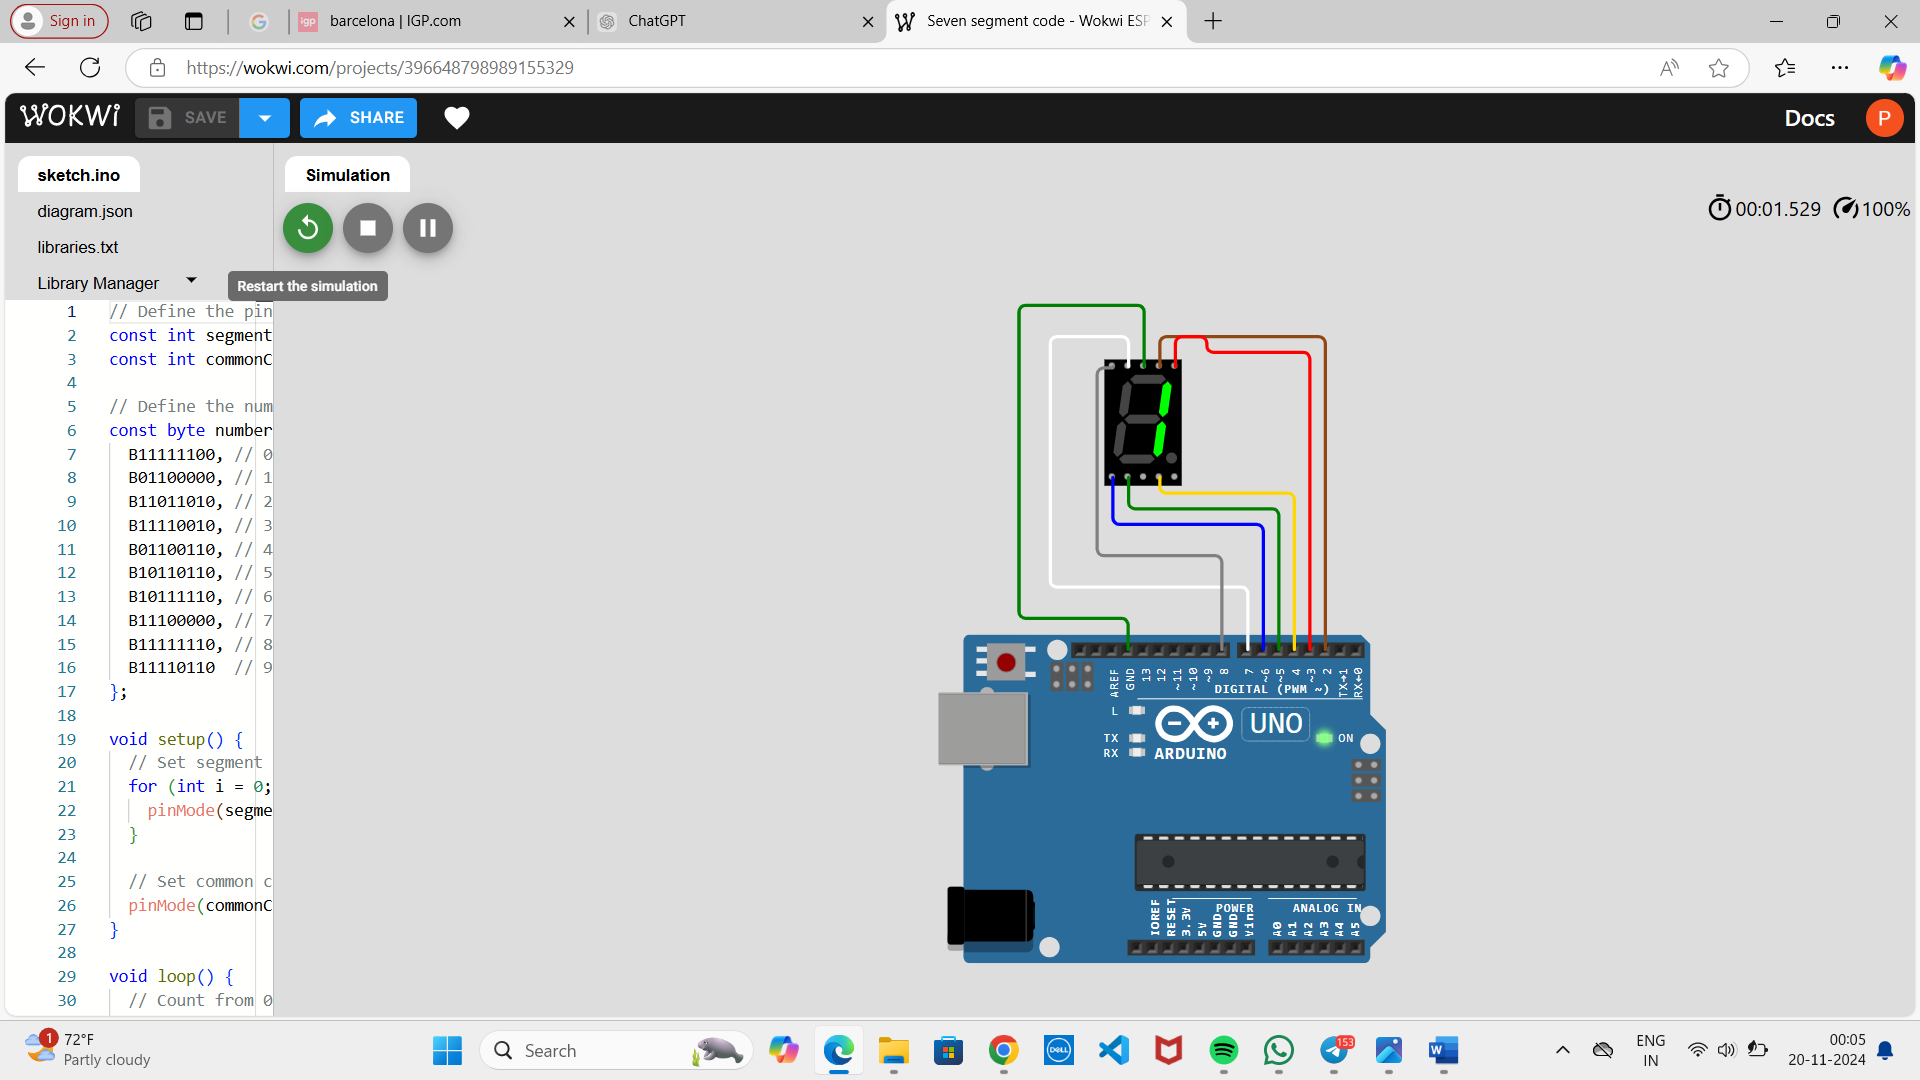 Sign in
igp
barcelona | IGP.com
ChatGPT
Seven segment code - Wokwi ESP
https://wokwi.com/projects/396648798989155329
WOKWi
SAVE
SHARE
Docs
P
sketch.ino
diagram.json
libraries.txt
Library Manager
Simulation
00:01.529
100%
Restart the simulation
1 // Define the pin
2 const int segment
3 const int commonC
4
5 // Define the num
6 const byte number
7 B11111100, // 0
8 B01100000, // 1
9 B11011010, // 2
10 B11110010, // 3
11 B01100110, // 4
12 B10110110, // 5
13 B10111110, // 6
14 B11100000, // 7
15 B11111110, // 8
16 B11110110  // 9
17 };
18
19 void setup() {
20 // Set segment
21 for (int i = 0;
22 pinMode(segme
23 }
24
25 // Set common c
26 pinMode(commonC
27 }
28
29 void loop() {
30 // Count from 0
AREF
GND
13
12
~11
~10
~9
8
7
~6
~5
4
~3
2
TX→1
RX←0
DIGITAL (PWM ~)
L
TX
RX
UNO
ARDUINO
ON
IOREF
RESET
3.3V
5V
GND
GND
Vin
POWER
ANALOG IN
A0
A1
A2
A3
A4
A5
1
72°F
Partly cloudy
Search
DELL
153
W
ENG
IN
00:05
20-11-2024